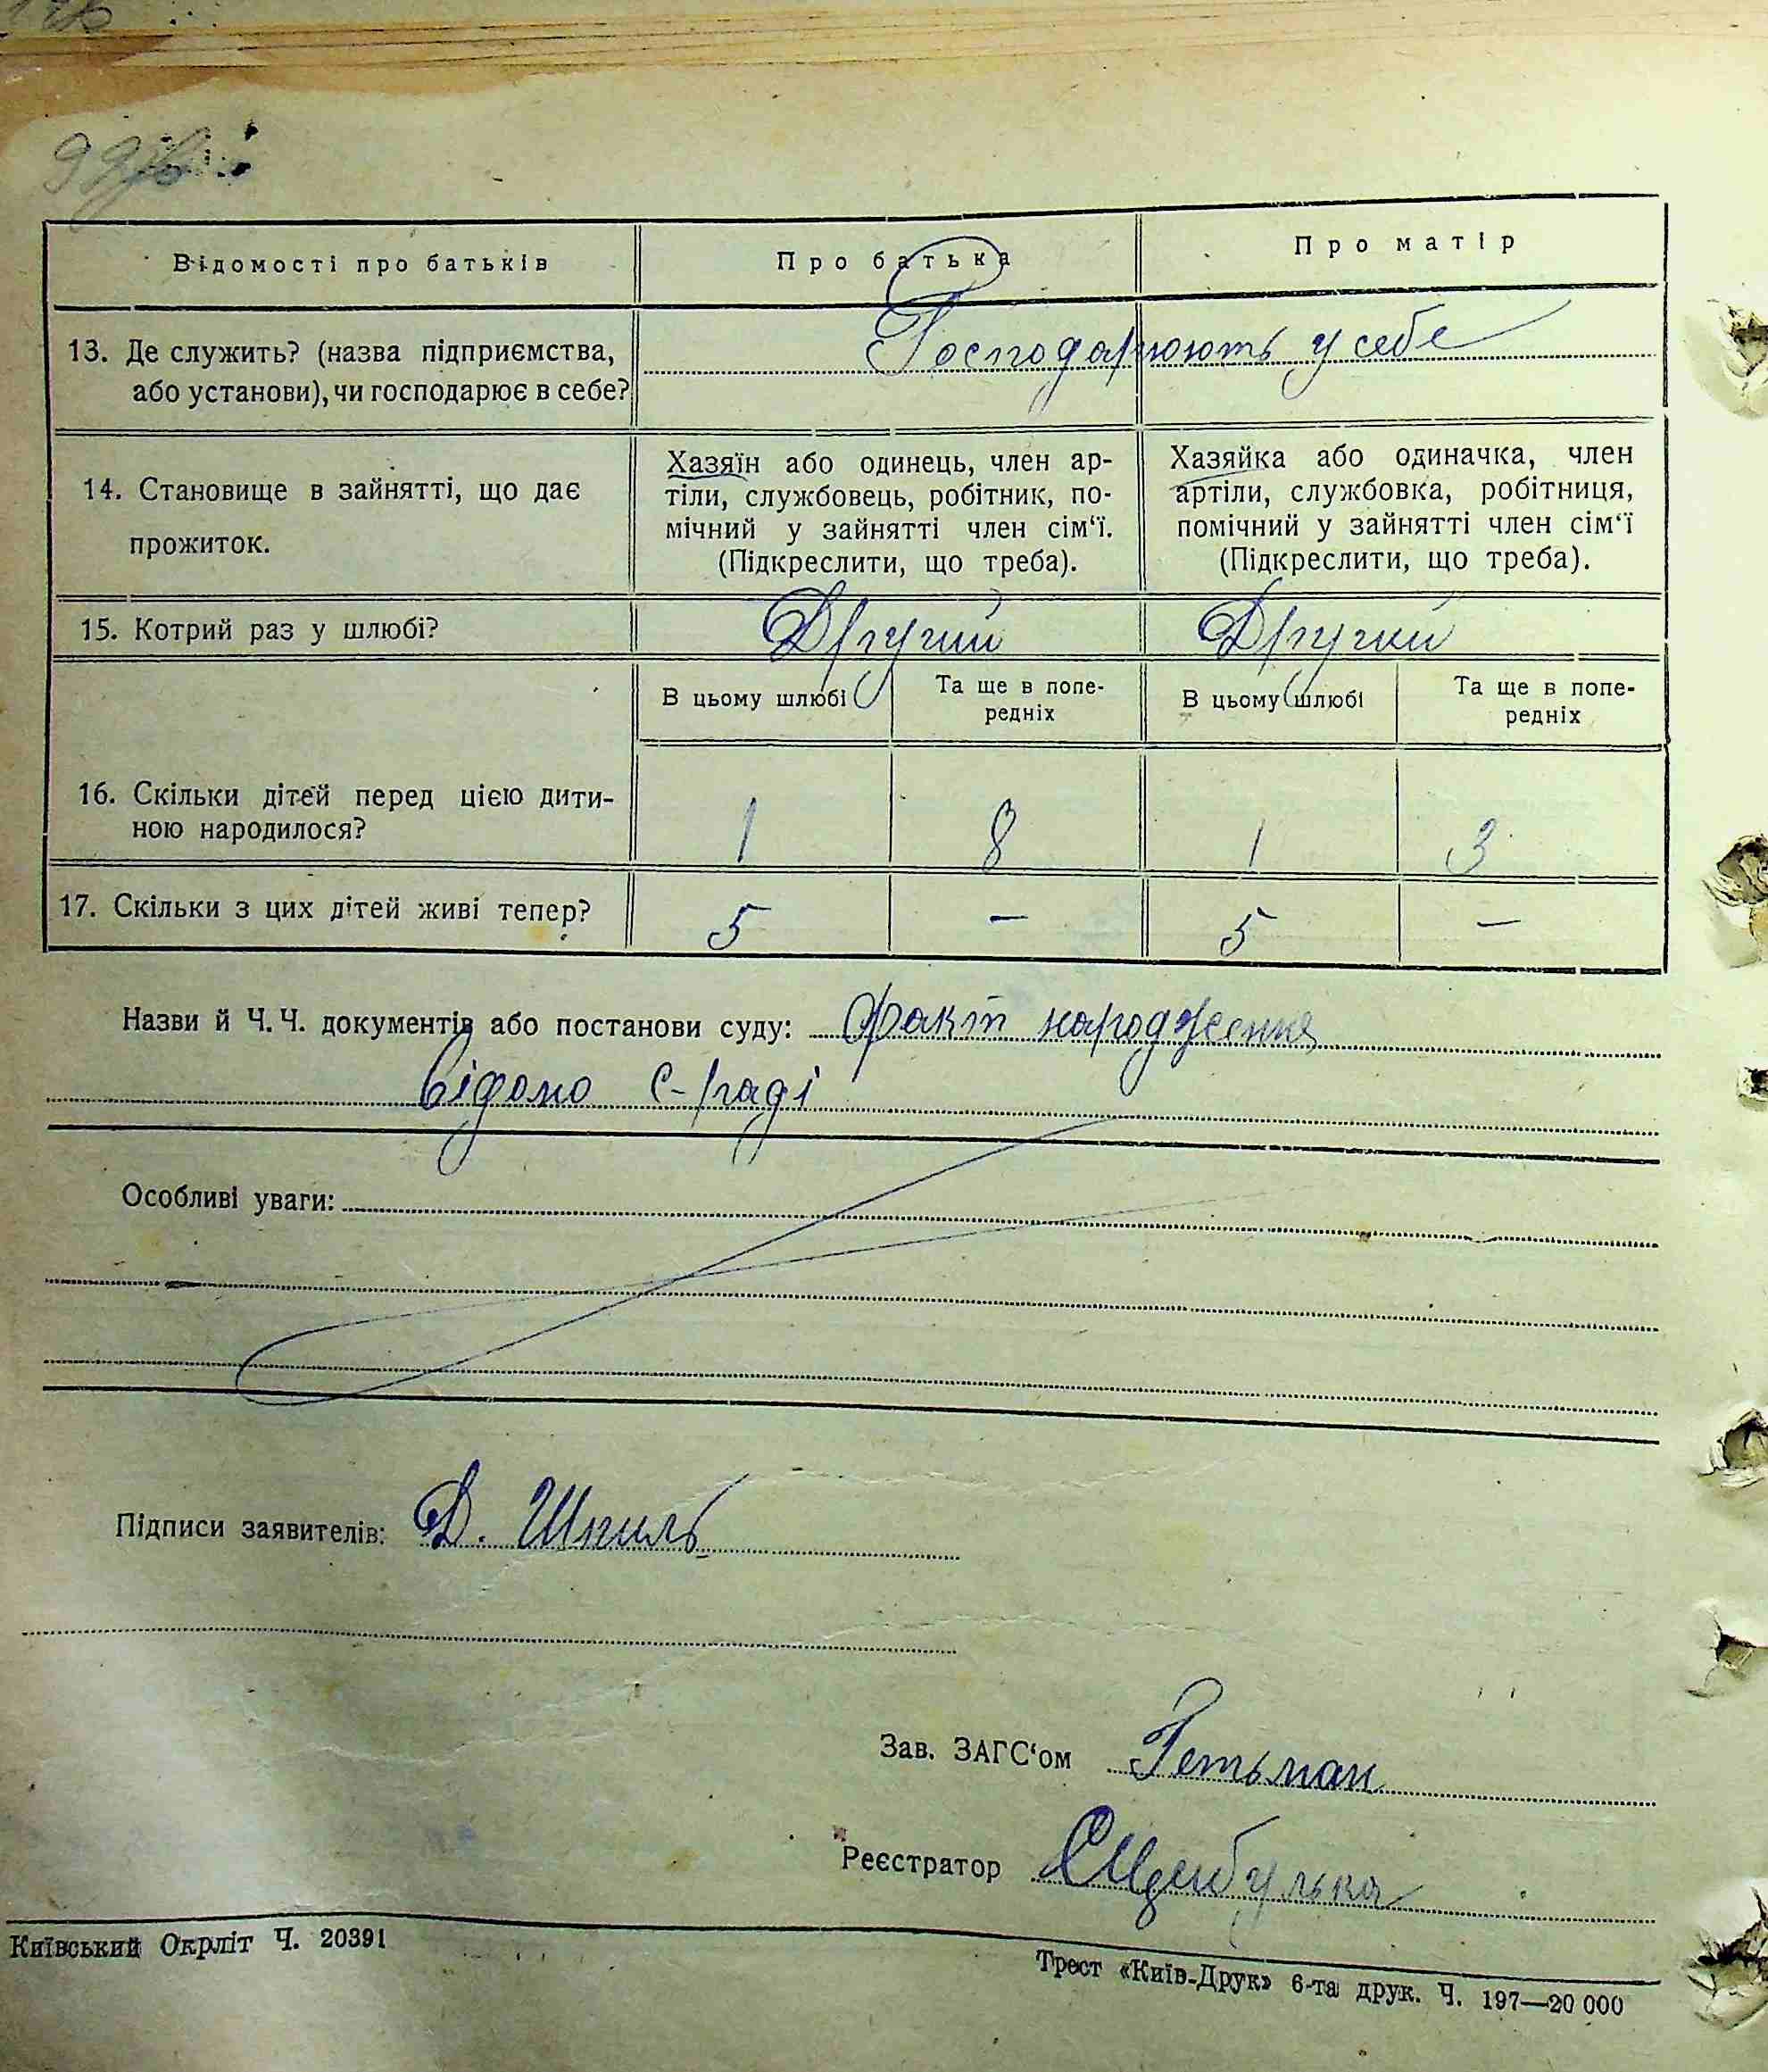 Відомості про батьків
Про батька
Про матір
13. Де служить? (назва підприємства,
або установи), чи господарює в себе?
Господарюють у себе
14. Становище в зайнятті, що дає
прожиток.
Хазяїн або одинець, член ар-
тіли, службовець, робітник, по-
мічний у зайнятті член сім‘ї.
(Підкреслити, що треба).
Хазяйка або одиначка, член
артіли, службовка, робітниця,
помічний у зайнятті член сім‘ї
(Підкреслити, що треба).
15. Котрий раз у шлюбі?
Другий
Другий
В цьому шлюбі
Та ще в попе-
редніх
В цьому шлюбі
Та ще в попе-
редніх
16. Скільки дітей перед цією дити-
ною народилося?
1
8
1
3
17. Скільки з цих дітей живі тепер?
5
–
5
–
Назви й Ч. Ч. документів або постанови суду: Факт народження
відомо С-раді
Особливі уваги:
Підписи заявителів: Д. Шпиль
Зав. ЗАГС‘ом Гетьман
Реєстратор Цибулька
Київський Окрліт Ч. 20391
Трест «Київ-Друк» 6-та друк. Ч. 197—20 000